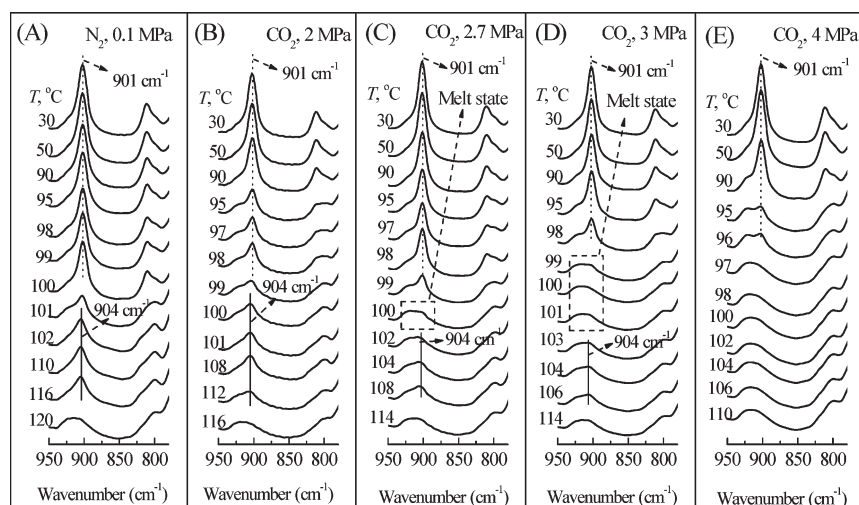 (A) N₂, 0.1 MPa
901 cm⁻¹
T, °C
30
50
90
95
98
99
100
101
904 cm⁻¹
102
110
116
120
950 900 850 800
Wavenumber (cm⁻¹)
(B) CO₂, 2 MPa
901 cm⁻¹
T, °C
30
50
90
95
97
98
99
904 cm⁻¹
100
101
108
112
116
950 900 850 800
Wavenumber (cm⁻¹)
(C) CO₂, 2.7 MPa
901 cm⁻¹
Melt state
T, °C
30
50
90
95
97
98
99
100
102
904 cm⁻¹
104
108
114
950 900 850 800
Wavenumber (cm⁻¹)
(D) CO₂, 3 MPa
901 cm⁻¹
Melt state
T, °C
30
50
90
95
98
99
100
101
103
904 cm⁻¹
104
106
114
950 900 850 800
Wavenumber (cm⁻¹)
(E) CO₂, 4 MPa
901 cm⁻¹
T, °C
30
50
90
95
96
97
98
100
102
104
106
110
950 900 850 800
Wavenumber (cm⁻¹)